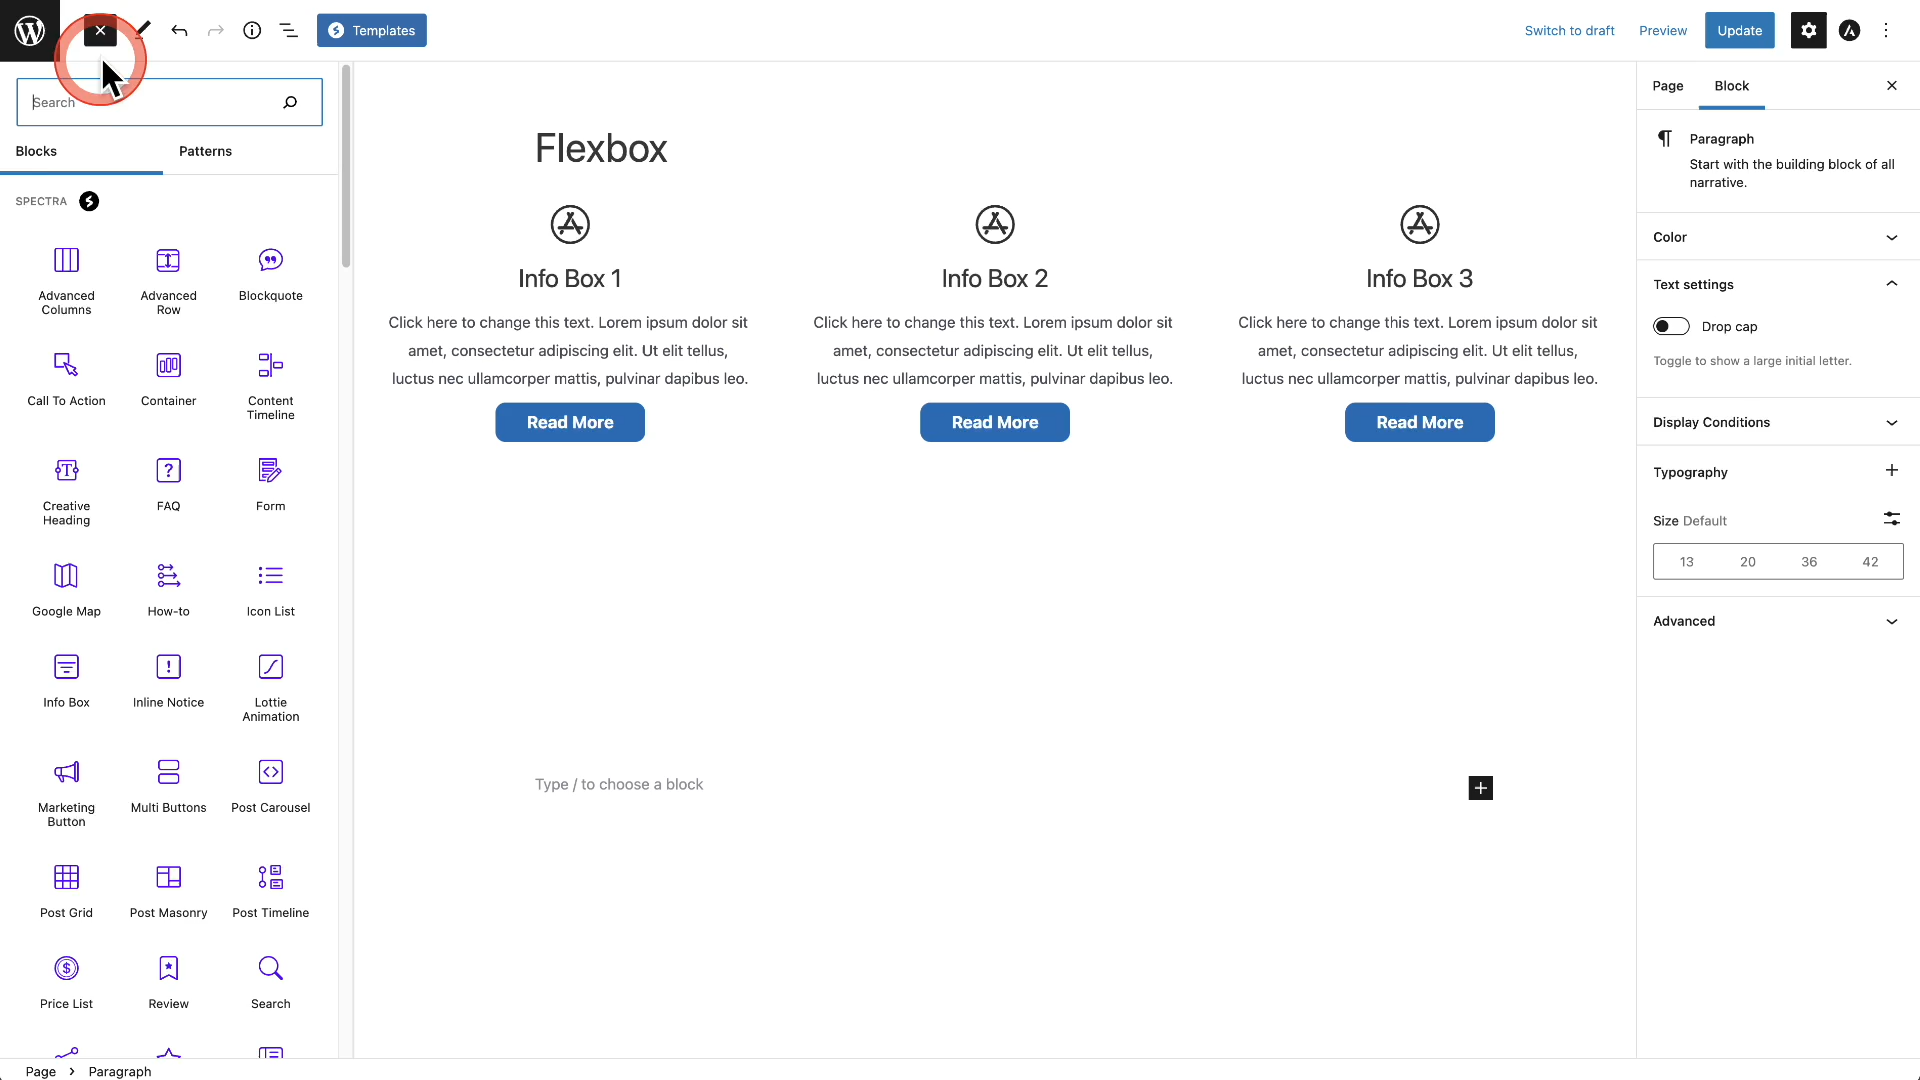 Templates
Switch to draft
Preview
Update
Search
Blocks
Patterns
SPECTRA
Advanced
Columns
Advanced
Row
Blockquote
Call To Action
Container
Content
Timeline
Creative
Heading
FAQ
Form
Google Map
How-to
Icon List
Info Box
Inline Notice
Lottie
Animation
Marketing
Button
Multi Buttons
Post Carousel
Post Grid
Post Masonry
Post Timeline
Price List
Review
Search
Flexbox
Info Box 1
Click here to change this text. Lorem ipsum dolor sit
amet, consectetur adipiscing elit. Ut elit tellus,
luctus nec ullamcorper mattis, pulvinar dapibus leo.
Read More
Info Box 2
Click here to change this text. Lorem ipsum dolor sit
amet, consectetur adipiscing elit. Ut elit tellus,
luctus nec ullamcorper mattis, pulvinar dapibus leo.
Read More
Info Box 3
Click here to change this text. Lorem ipsum dolor sit
amet, consectetur adipiscing elit. Ut elit tellus,
luctus nec ullamcorper mattis, pulvinar dapibus leo.
Read More
Type / to choose a block
Page
Block
Paragraph
Start with the building block of all
narrative.
Color
Text settings
Drop cap
Toggle to show a large initial letter.
Display Conditions
Typography
Size Default
13 20 36 42
Advanced
Page > Paragraph